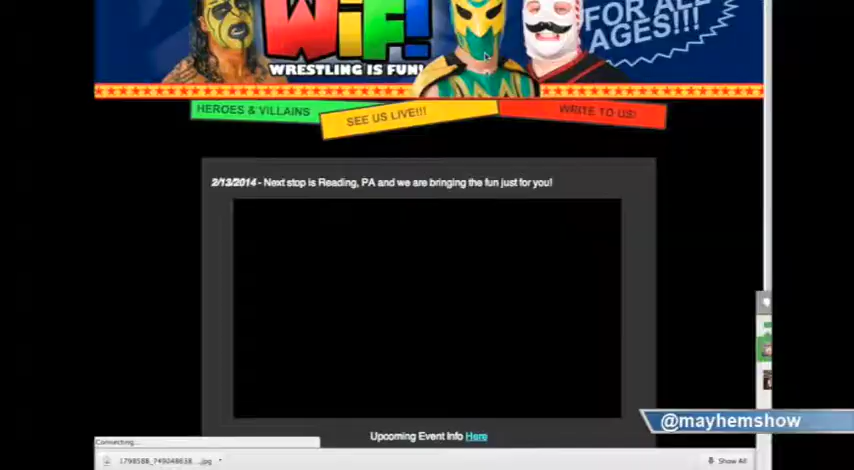 WiF!
FOR ALL
AGES!!!
WRESTLING IS FUN!
HEROES & VILLAINS
SEE US LIVE!!!
WRITE TO US!
2/13/2014 - Next stop is Reading, PA and we are bringing the fun just for you!
@mayhemshow
Upcoming Event Info Here
Connecting...
1798588_749048638....jpg
Show All